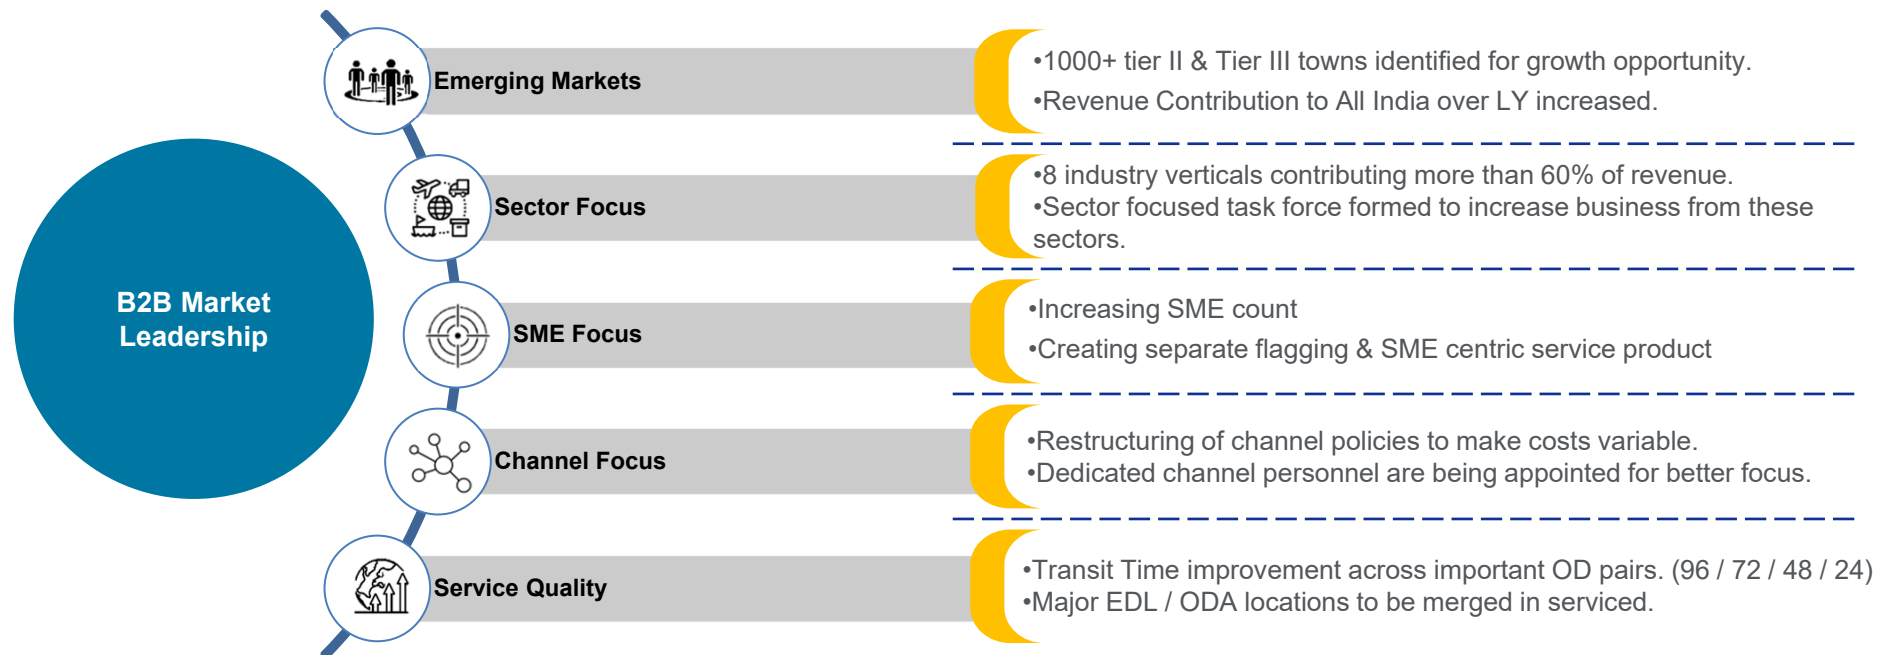 B2B Market
Leadership
Emerging Markets
•1000+ tier II & Tier III towns identified for growth opportunity.
•Revenue Contribution to All India over LY increased.
Sector Focus
•8 industry verticals contributing more than 60% of revenue.
•Sector focused task force formed to increase business from these
sectors.
SME Focus
•Increasing SME count
•Creating separate flagging & SME centric service product
Channel Focus
•Restructuring of channel policies to make costs variable.
•Dedicated channel personnel are being appointed for better focus.
Service Quality
•Transit Time improvement across important OD pairs. (96 / 72 / 48 / 24)
•Major EDL / ODA locations to be merged in serviced.